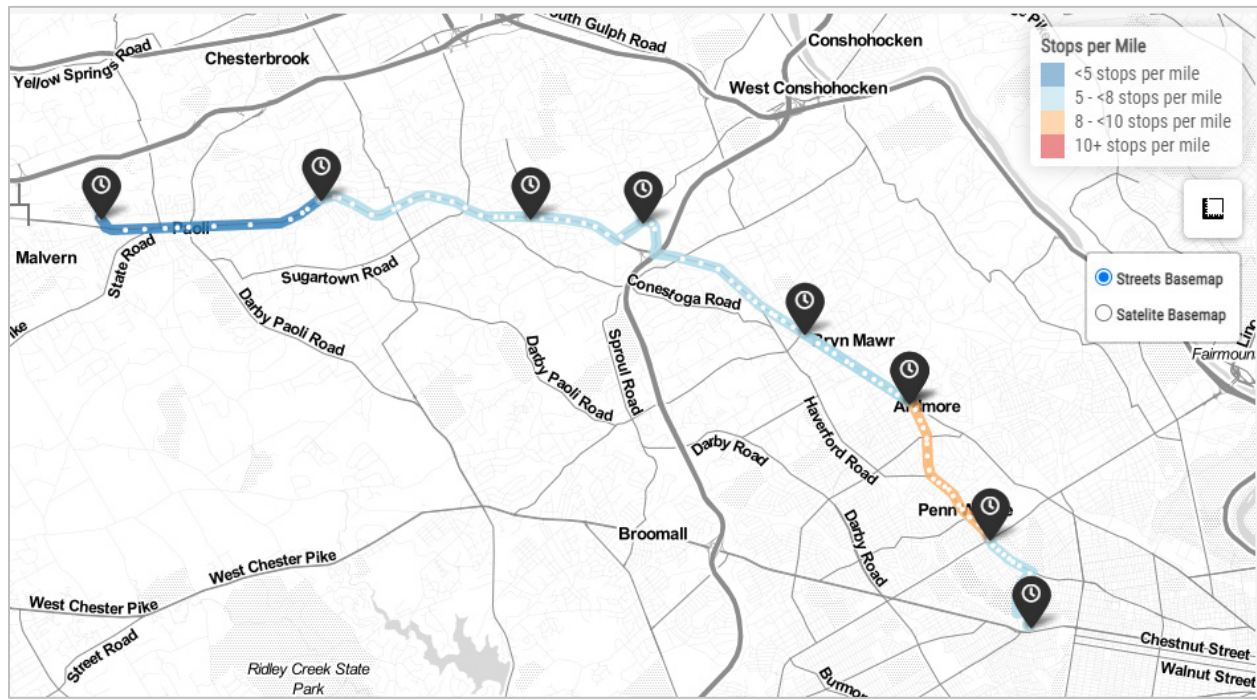 South Gulph Road
Yellow Springs Road
Chesterbrook
Conshohocken
West Conshohocken
Stops per Mile
<5 stops per mile
5 - <8 stops per mile
8 - <10 stops per mile
10+ stops per mile
Paoli
Malvern
State Road
Sugartown Road
Darby Paoli Road
Conestoga Road
Streets Basemap
Satelite Basemap
Bryn Mawr
Sproul Road
Darby Paoli Road
Ardmore
Haverford Road
Darby Road
Penn
Broomall
Darby Road
West Chester Pike
West Chester Pike
Street Road
Ridley Creek State
Park
Chestnut Street
Walnut Street